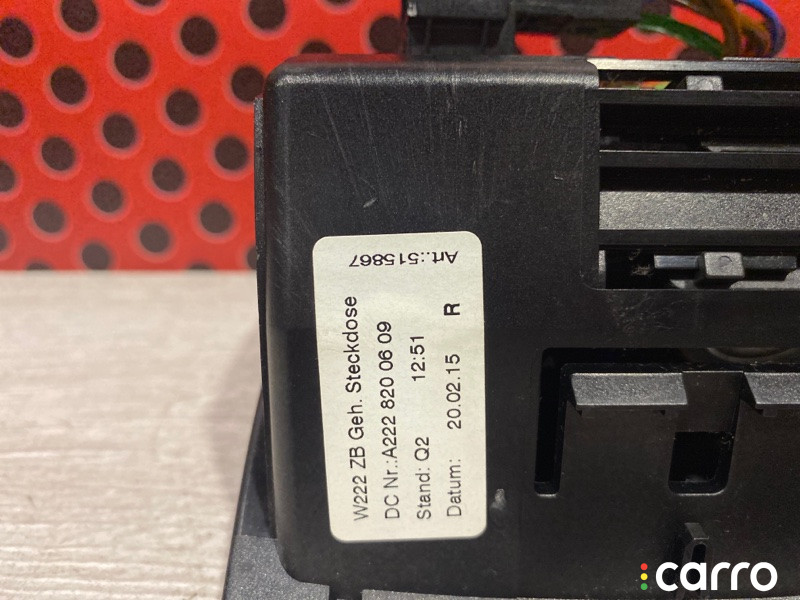 Art.:515867
W222 ZB Geh. Steckdose
DC Nr.:A222 820 06 09
Stand: Q2 12:51
Datum: 20.02.15 R
carro